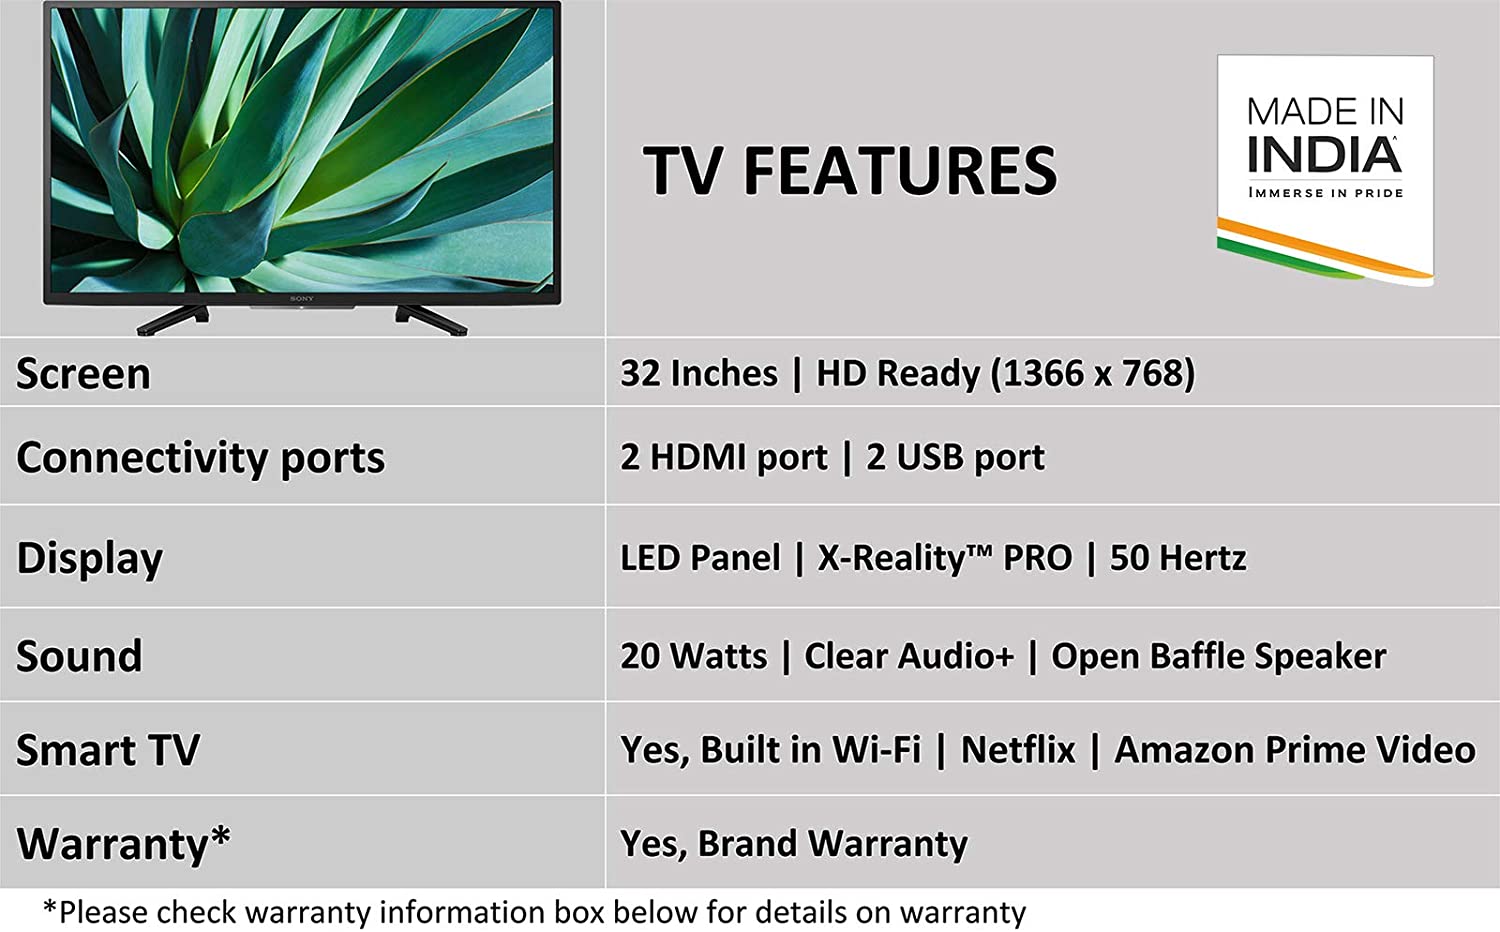 SONY
TV FEATURES
MADE IN
INDIA
IMMERSE IN PRIDE
Screen
32 Inches | HD Ready (1366 x 768)
Connectivity ports
2 HDMI port | 2 USB port
Display
LED Panel | X-Reality™ PRO | 50 Hertz
Sound
20 Watts | Clear Audio+ | Open Baffle Speaker
Smart TV
Yes, Built in Wi-Fi | Netflix | Amazon Prime Video
Warranty*
Yes, Brand Warranty
*Please check warranty information box below for details on warranty